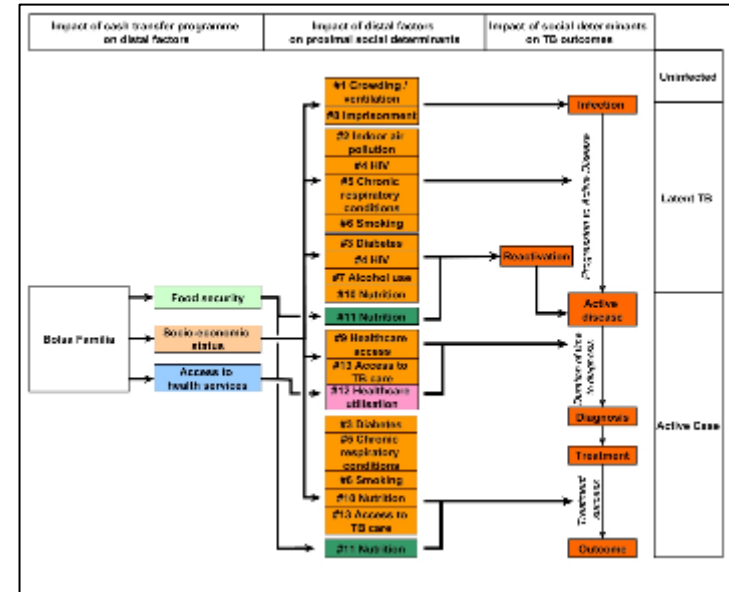 Impact of cash transfer programme
on distal factors
Impact of distal factors
on proximal social determinants
Impact of social determinants
on TB outcomes
Uninfected
#1 Crowding /
ventilation
#8 Imprisonment
Infection
#2 Indoor air
pollution
#4 HIV
#5 Chronic
respiratory
conditions
#6 Smoking
Progression to Active Disease
Latent TB
#3 Diabetes
#4 HIV
#7 Alcohol use
#10 Nutrition
Reactivation
Bolsa Familia
Food security
Socio-economic
status
Access to
health services
#11 Nutrition
Active
disease
#9 Healthcare
access
#13 Access to
TB care
#12 Healthcare
utilisation
Duration of time
to diagnosis
Diagnosis
Active Case
#3 Diabetes
#5 Chronic
respiratory
conditions
#6 Smoking
#10 Nutrition
#13 Access to
TB care
Treatment
Treatment
success
#11 Nutrition
Outcome